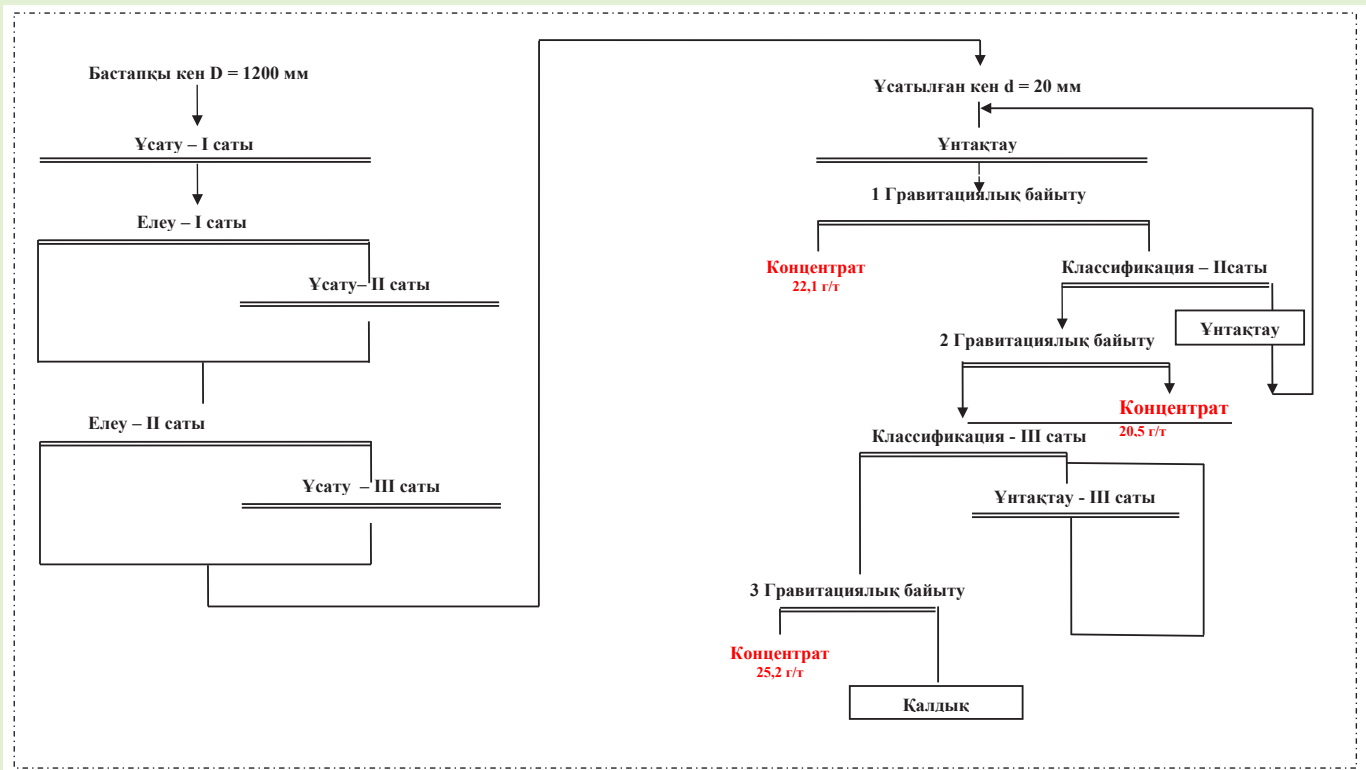 Бастапқы кен D = 1200 мм
Ұсату – I саты
Елеу – I саты
Ұсату– II саты
Елеу – II саты
Ұсату – III саты
Ұсатылған кен d = 20 мм
Ұнтақтау
1 Гравитациялық байыту
Концентрат
22,1 г/т
Классификация – IIсаты
Ұнтақтау
2 Гравитациялық байыту
Концентрат
20,5 г/т
Классификация - III саты
Ұнтақтау - III саты
3 Гравитациялық байыту
Концентрат
25,2 г/т
Қалдық